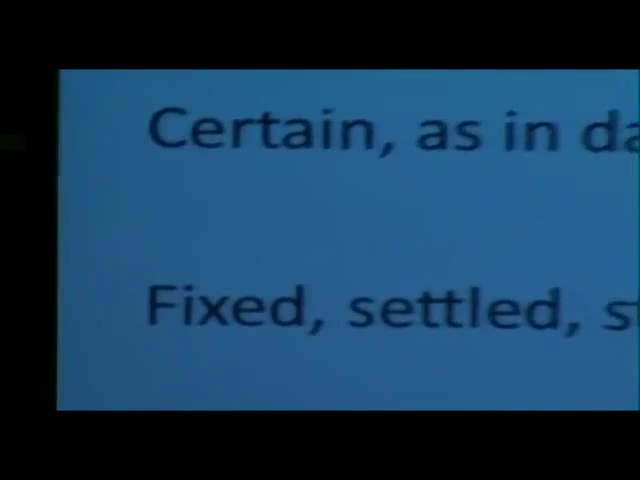 Certain, as in
Fixed, settled,